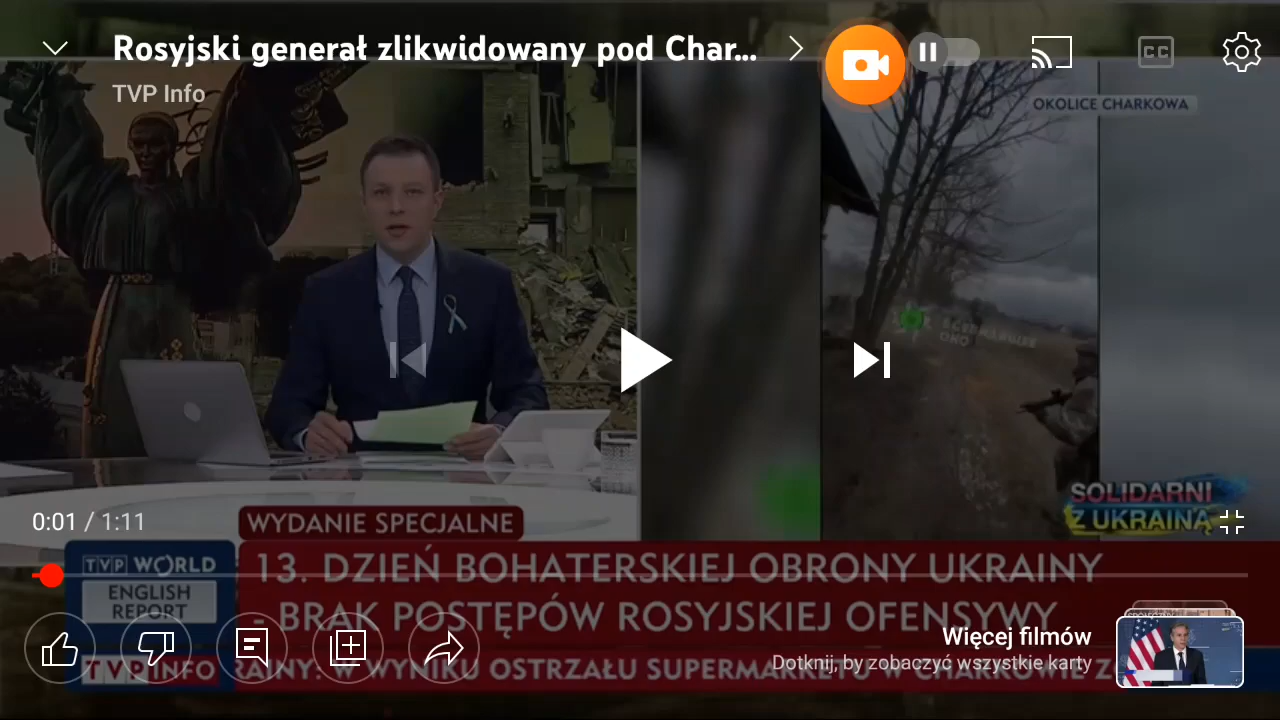 Rosyjski generał zlikwidowany pod Char...
TVP Info
CC
OKOLICE CHARKOWA
SOLIDARNI
Z UKRAINĄ
0:01 / 1:11
WYDANIE SPECJALNE
TVP WORLD
ENGLISH
REPORT
13. DZIEŃ BOHATERSKIEJ OBRONY UKRAINY
- BRAK POSTĘPÓW ROSYJSKIEJ OFENSYWY
Więcej filmów
Dotknij, by zobaczyć wszystkie karty
TVP INFO
RAINY: W WYNIKU OSTRZAŁU SUPERMARKETU W CHARKOWIE